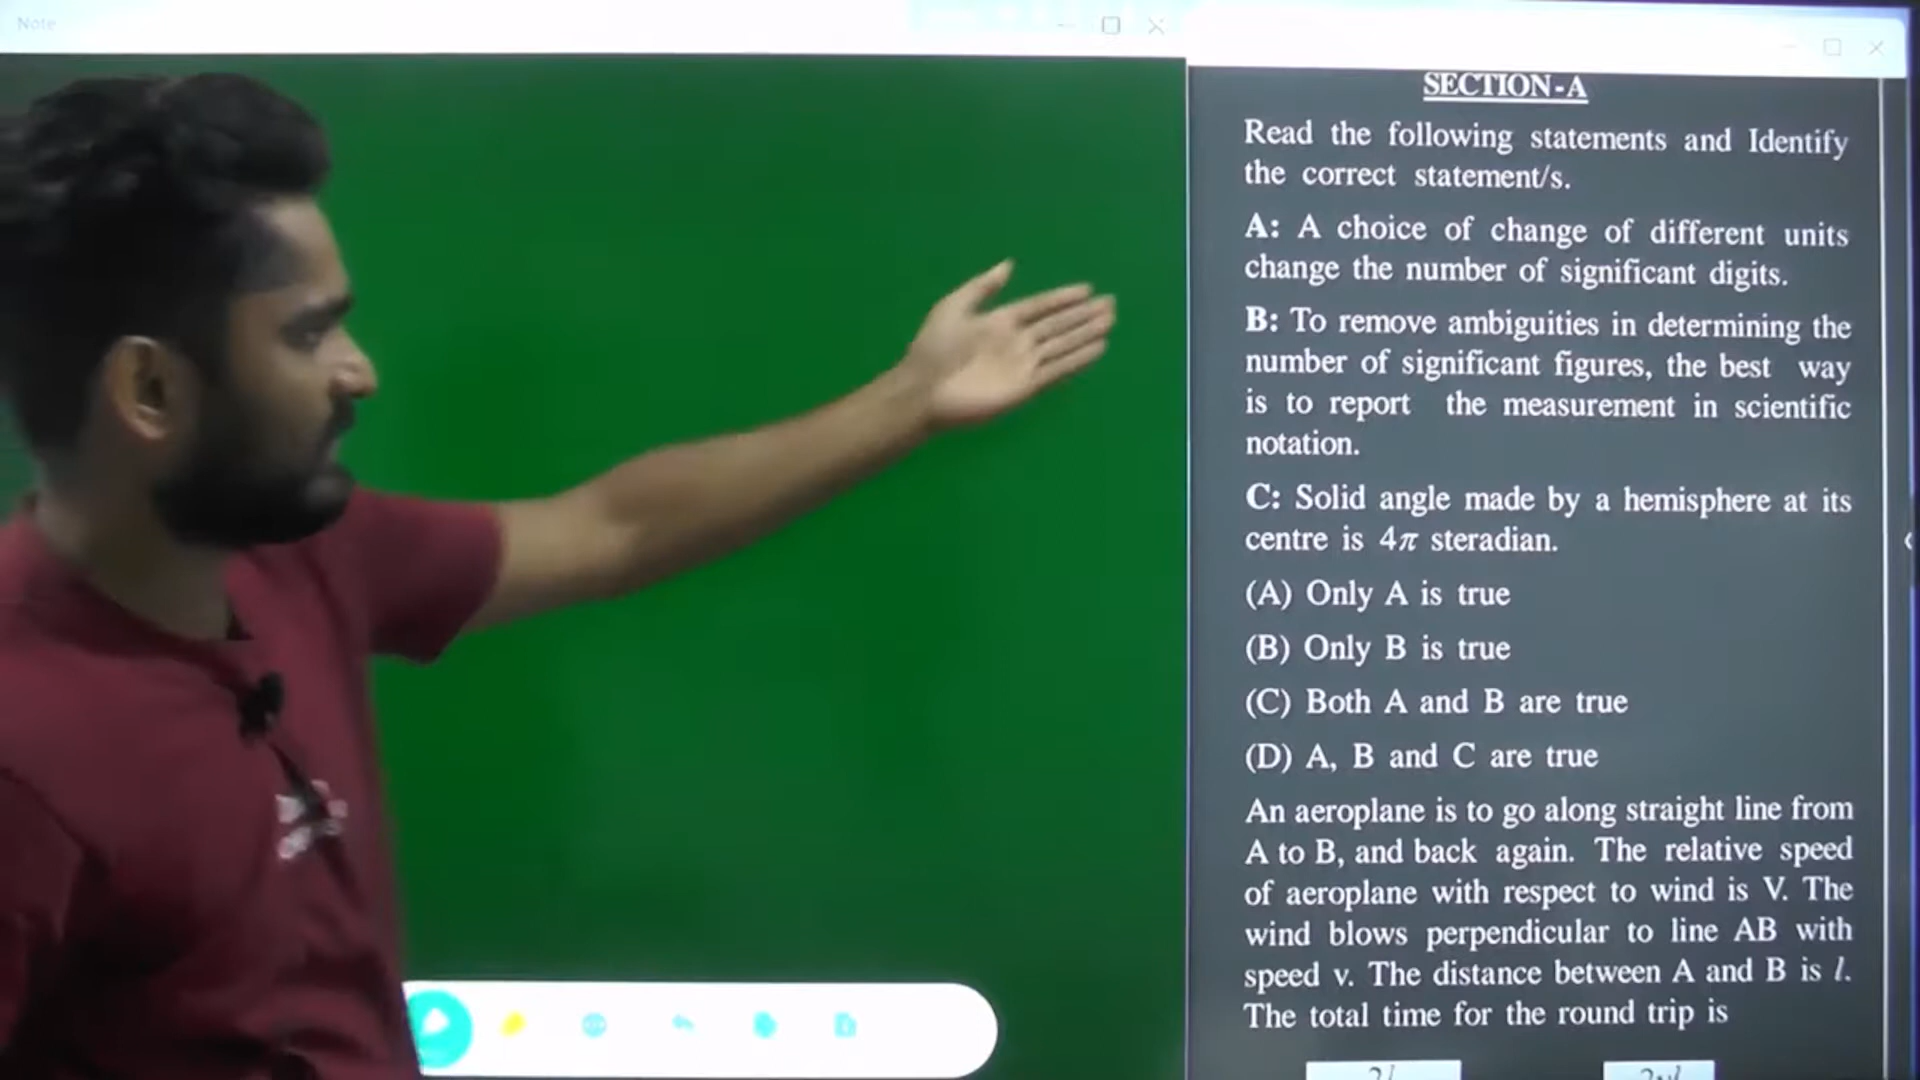 Note
SECTION-A
Read the following statements and Identify
the correct statement/s.
A: A choice of change of different units
change the number of significant digits.
B: To remove ambiguities in determining the
number of significant figures, the best way
is to report the measurement in scientific
notation.
C: Solid angle made by a hemisphere at its
centre is 4π steradian.
(A) Only A is true
(B) Only B is true
(C) Both A and B are true
(D) A, B and C are true
An aeroplane is to go along straight line from
A to B, and back again. The relative speed
of aeroplane with respect to wind is V. The
wind blows perpendicular to line AB with
speed v. The distance between A and B is l.
The total time for the round trip is